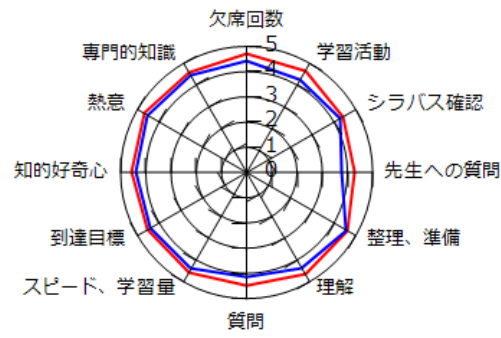 欠席回数
学習活動
シラバス確認
先生への質問
整理、準備
理解
質問
スピード、学習量
到達目標
知的好奇心
熱意
専門的知識
5
4
3
2
1
0